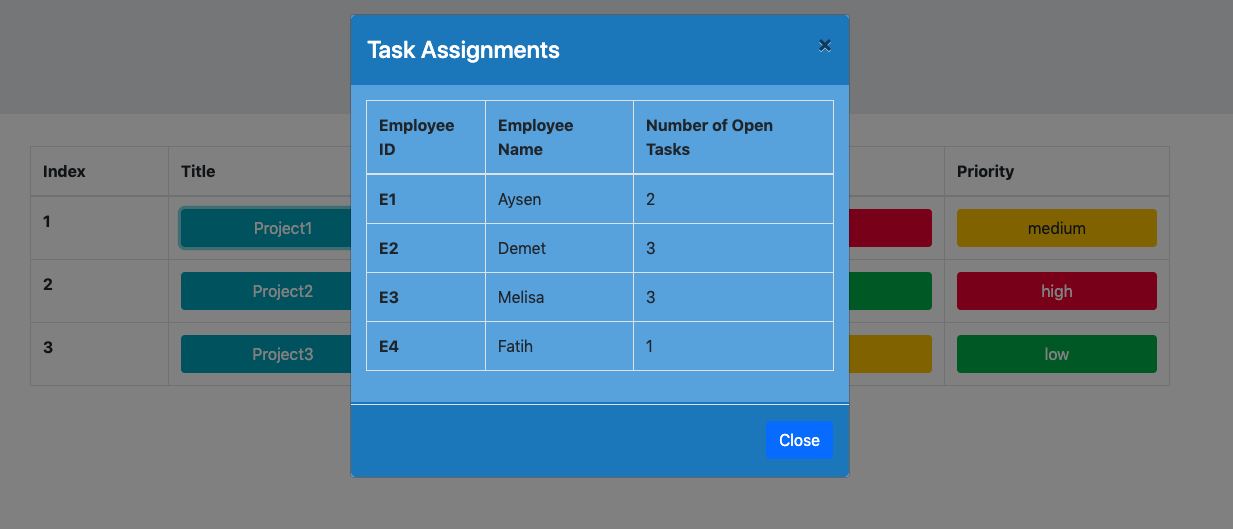 Task Assignments
×
Employee ID Employee Name Number of Open Tasks
E1 Aysen 2
E2 Demet 3
E3 Melisa 3
E4 Fatih 1
Close
Index Title Priority
1 Project1 medium
2 Project2 high
3 Project3 low